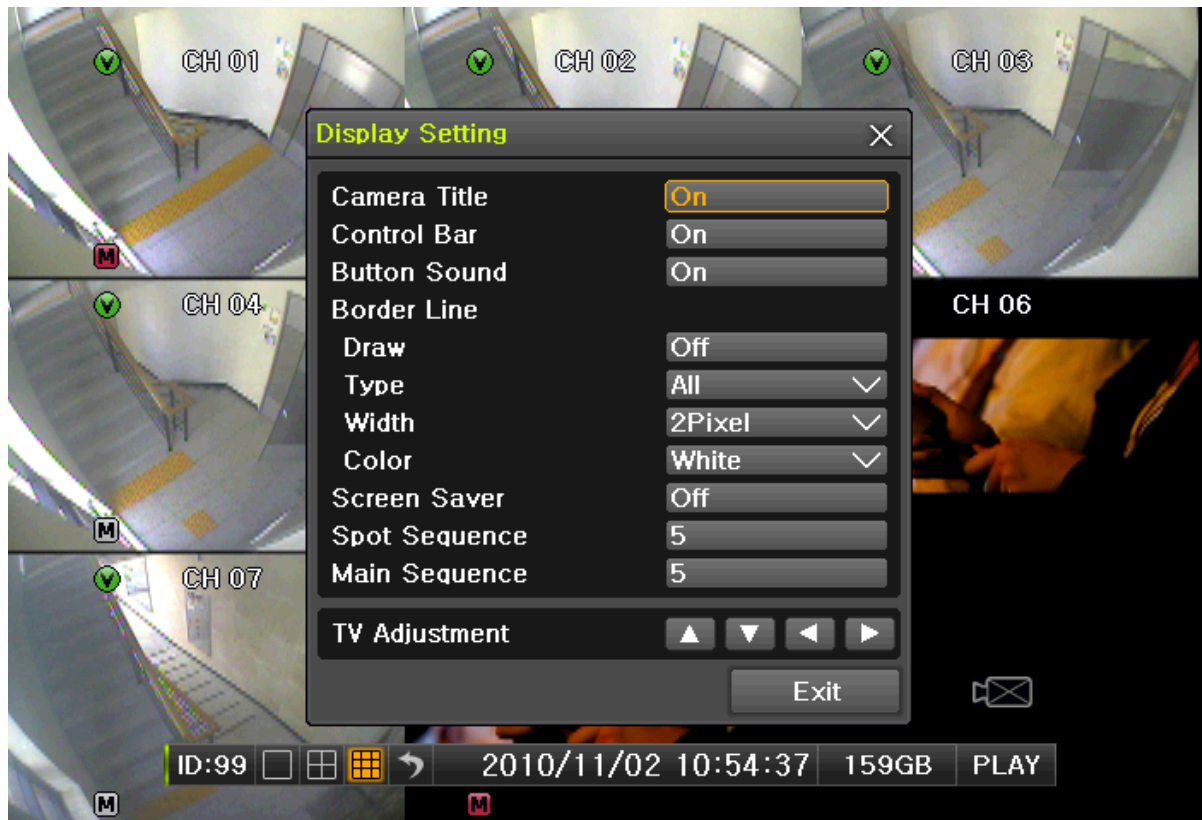 CH 01
CH 02
CH 03
Display Setting
Camera Title On
Control Bar On
Button Sound On
Border Line
Draw Off
Type All
Width 2Pixel
Color White
Screen Saver Off
Spot Sequence 5
Main Sequence 5
TV Adjustment
Exit
M
CH 04
CH 06
M
CH 07
ID:99 2010/11/02 10:54:37 159GB PLAY
M
M